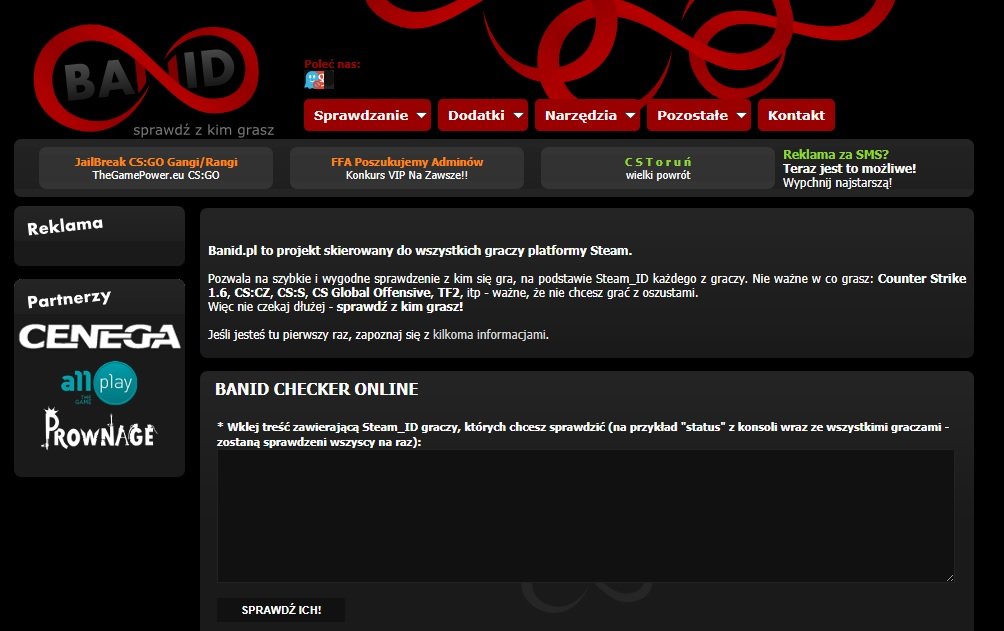 BANID
sprawdź z kim grasz
Poleć nas:
Sprawdzanie
Dodatki
Narzędzia
Pozostałe
Kontakt
JailBreak CS:GO Gangi/Rangi
TheGamePower.eu CS:GO
FFA Poszukujemy Adminów
Konkurs VIP Na Zawsze!!
C S T o r u ń
wielki powrót
Reklama za SMS?
Teraz jest to możliwe!
Wypchnij najstarszą!
Reklama
Partnerzy
CENEGA
all play
THE GAME
PROWNAGE
Banid.pl to projekt skierowany do wszystkich graczy platformy Steam.
Pozwala na szybkie i wygodne sprawdzenie z kim się gra, na podstawie Steam_ID każdego z graczy. Nie ważne w co grasz: Counter Strike
1.6, CS:CZ, CS:S, CS Global Offensive, TF2, itp - ważne, że nie chcesz grać z oszustami.
Więc nie czekaj dłużej - sprawdź z kim grasz!
Jeśli jesteś tu pierwszy raz, zapoznaj się z kilkoma informacjami.
BANID CHECKER ONLINE
* Wklej treść zawierającą Steam_ID graczy, których chcesz sprawdzić (na przykład "status" z konsoli wraz ze wszystkimi graczami -
zostaną sprawdzeni wszyscy na raz):
SPRAWDŹ ICH!